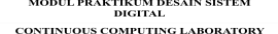 MODUL PRAKTIKUM DESAIN SISTEM
DIGITAL
CONTINUOUS COMPUTING LABORATORY